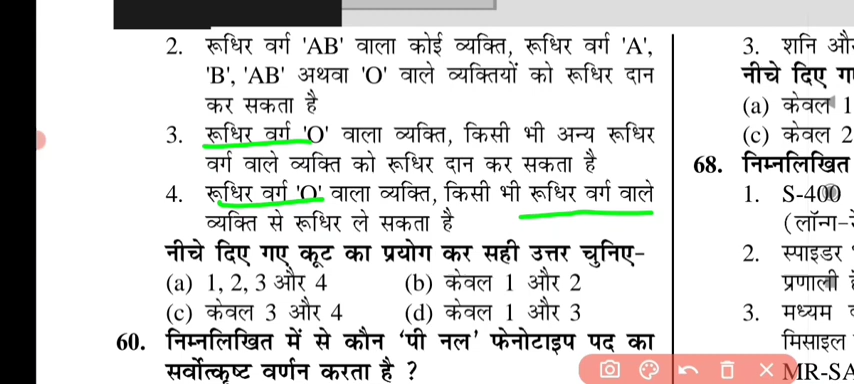 2. रूधिर वर्ग 'AB' वाला कोई व्यक्ति, रूधिर वर्ग 'A',
'B', 'AB' अथवा 'O' वाले व्यक्तियों को रूधिर दान
कर सकता है
3. रूधिर वर्ग 'O' वाला व्यक्ति, किसी भी अन्य रूधिर
वर्ग वाले व्यक्ति को रूधिर दान कर सकता है
4. रूधिर वर्ग 'O' वाला व्यक्ति, किसी भी रूधिर वर्ग वाले
व्यक्ति से रूधिर ले सकता है
नीचे दिए गए कूट का प्रयोग कर सही उत्तर चुनिए-
(a) 1, 2, 3 और 4 (b) केवल 1 और 2
(c) केवल 3 और 4 (d) केवल 1 और 3
60. निम्नलिखित में से कौन 'पी नल' फेनोटाइप पद का
सर्वोत्कृष्ट वर्णन करता है ?
3. शनि औ
नीचे दिए ग
(a) केवल 1
(c) केवल 2
68. निम्नलिखित
1. S-400
(लॉन्ग-
2. स्पाइडर
प्रणाली
3. मध्यम
मिसाइल
MR-SA